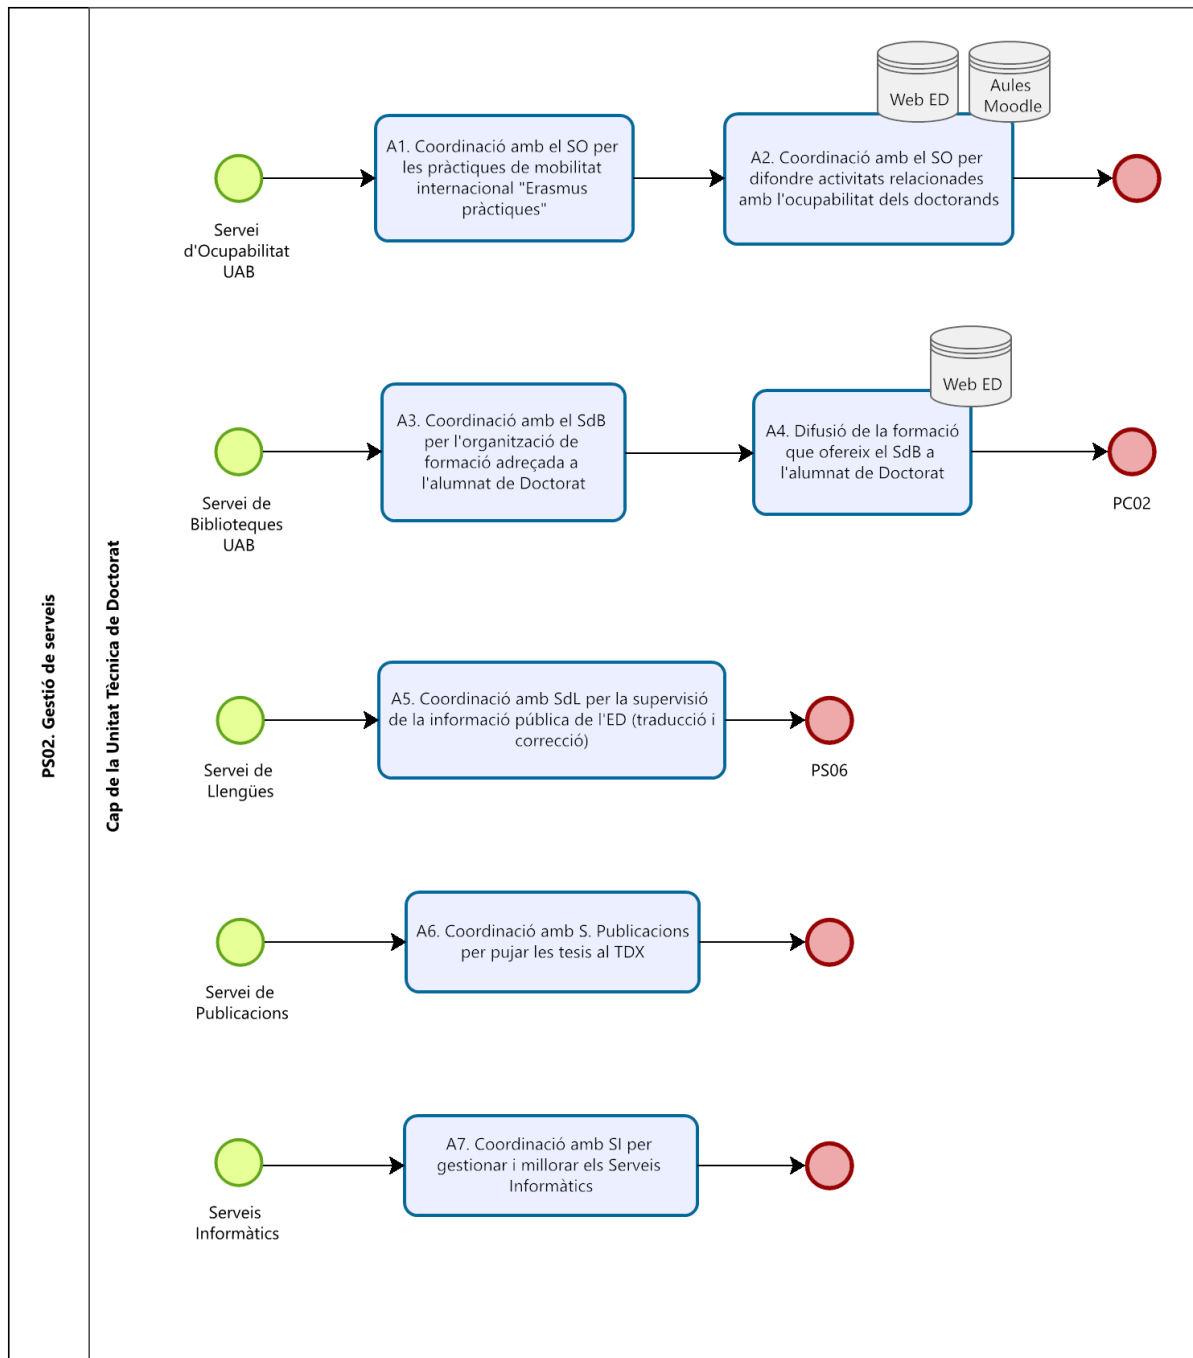 PS02. Gestió de serveis
Cap de la Unitat Tècnica de Doctorat
Web ED
Aules
Moodle
A1. Coordinació amb el SO per
les pràctiques de mobilitat
internacional "Erasmus
pràctiques"
A2. Coordinació amb el SO per
difondre activitats relacionades
amb l'ocupabilitat dels doctorands
Servei
d'Ocupabilitat
UAB
Web ED
A3. Coordinació amb el SdB
per l'organització de
formació adreçada a
l'alumnat de Doctorat
A4. Difusió de la formació
que ofereix el SdB a
l'alumnat de Doctorat
Servei de
Biblioteques
UAB
PC02
A5. Coordinació amb SdL per la supervisió
de la informació pública de l'ED (traducció i
correcció)
Servei de
Llengües
PS06
A6. Coordinació amb S. Publicacions
per pujar les tesis al TDX
Servei de
Publicacions
A7. Coordinació amb SI per
gestionar i millorar els Serveis
Informàtics
Serveis
Informàtics